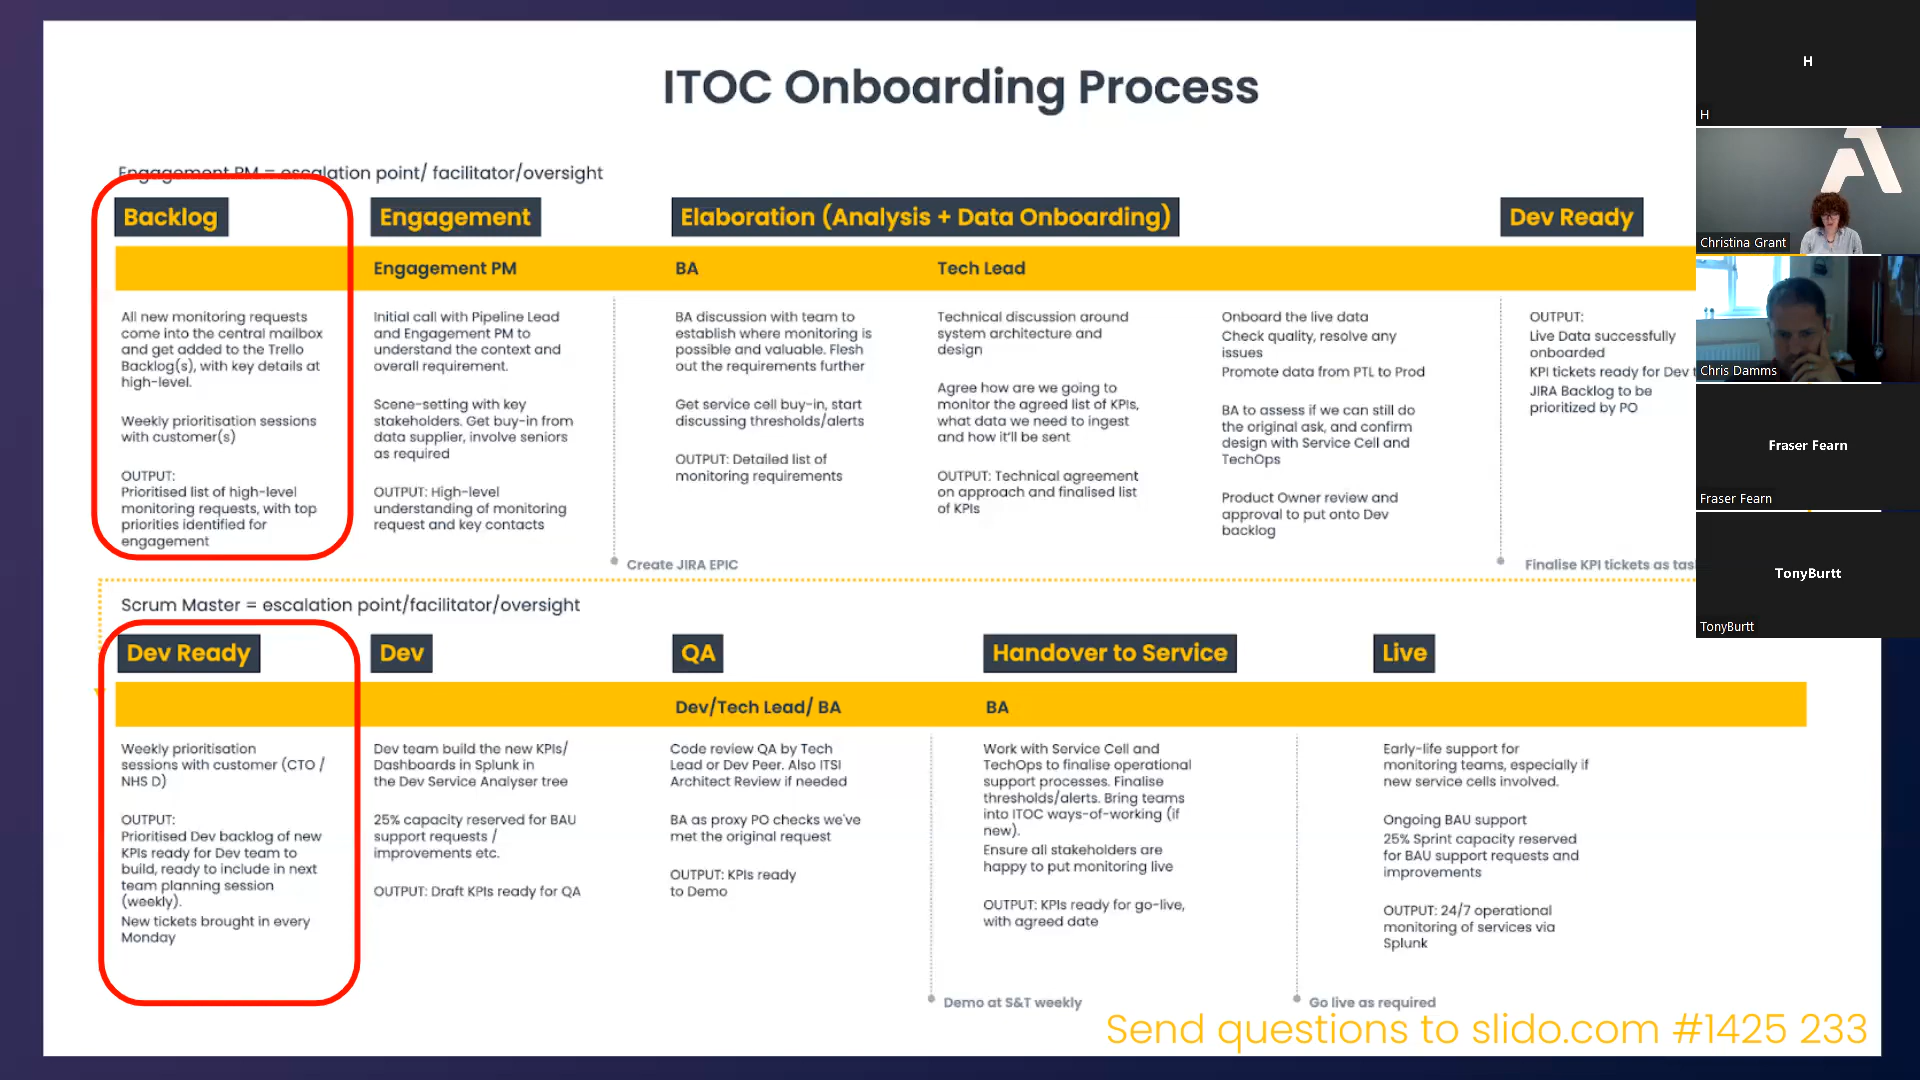 ITOC Onboarding Process
Engagement PM = escalation point/ facilitator/oversight
Backlog
Engagement
Elaboration (Analysis + Data Onboarding)
Dev Ready
Engagement PM
BA
Tech Lead
All new monitoring requests
come into the central mailbox
and get added to the Trello
Backlog(s), with key details at
high-level.
Weekly prioritisation sessions
with customer(s)
OUTPUT:
Prioritised list of high-level
monitoring requests, with top
priorities identified for
engagement
Initial call with Pipeline Lead
and Engagement PM to
understand the context and
overall requirement.
Scene-setting with key
stakeholders. Get buy-in from
data supplier, involve seniors
as required
OUTPUT: High-level
understanding of monitoring
request and key contacts
BA discussion with team to
establish where monitoring is
possible and valuable. Flesh
out the requirements further
Get service cell buy-in, start
discussing thresholds/alerts
OUTPUT: Detailed list of
monitoring requirements
Technical discussion around
system architecture and
design
Agree how are we going to
monitor the agreed list of KPIs,
what data we need to ingest
and how it'll be sent
OUTPUT: Technical agreement
on approach and finalised list
of KPIs
Onboard the live data
Check quality, resolve any
issues
Promote data from PTL to Prod
BA to assess if we can still do
the original ask, and confirm
design with Service Cell and
TechOps
Product Owner review and
approval to put onto Dev
backlog
OUTPUT:
Live Data successfully
onboarded
KPI tickets ready for Dev
JIRA Backlog to be
prioritized by PO
Create JIRA EPIC
Finalise KPI tickets as
Scrum Master = escalation point/facilitator/oversight
Dev Ready
Dev
QA
Handover to Service
Live
Dev/Tech Lead/ BA
BA
Weekly prioritisation
sessions with customer (CTO /
NHS D)
OUTPUT:
Prioritised Dev backlog of new
KPIs ready for Dev team to
build, ready to include in next
team planning session
(weekly).
New tickets brought in every
Monday
Dev team build the new KPIs/
Dashboards in Splunk in
the Dev Service Analyser tree
25% capacity reserved for BAU
support requests /
improvements etc.
OUTPUT: Draft KPIs ready for QA
Code review QA by Tech
Lead or Dev Peer. Also ITSI
Architect Review if needed
BA as proxy PO checks we've
met the original request
OUTPUT: KPIs ready
to Demo
Work with Service Cell and
TechOps to finalise operational
support processes. Finalise
thresholds/alerts. Bring teams
into ITOC ways-of-working (if
new).
Ensure all stakeholders are
happy to put monitoring live
OUTPUT: KPIs ready for go-live,
with agreed date
Early-life support for
monitoring teams, especially if
new service cells involved.
Ongoing BAU support
25% Sprint capacity reserved
for BAU support requests and
improvements
OUTPUT: 24/7 operational
monitoring of services via
Splunk
Demo at S&T weekly
Go live as required
Send questions to slido.com #1425 233
H
H
Christina Grant
Chris Damms
Fraser Fearn
Fraser Fearn
TonyBurtt
TonyBurtt